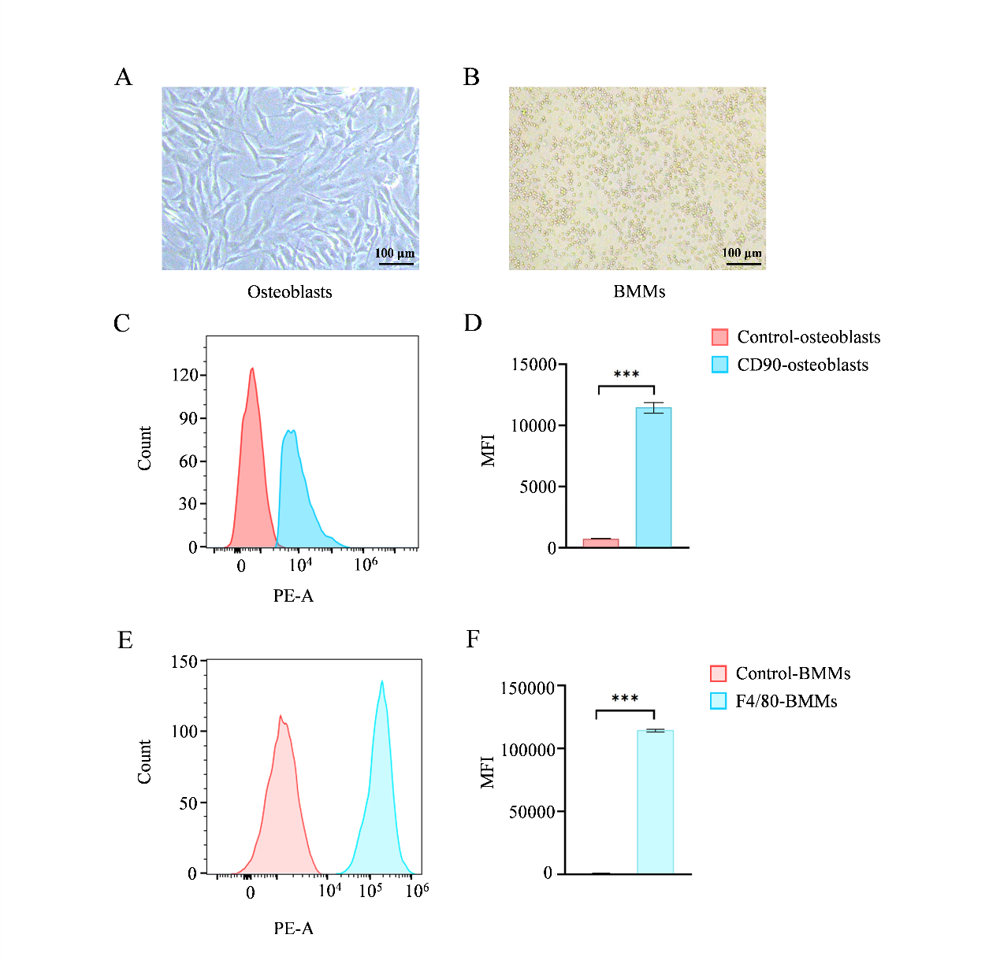 A
B
100 μm
100 μm
Osteoblasts
BMMs
C
D
Control-osteoblasts
CD90-osteoblasts
120
90
60
30
0
Count
0
10⁴
10⁶
PE-A
15000
10000
5000
0
MFI
***
E
F
Control-BMMs
F4/80-BMMs
150
100
50
0
Count
0
10⁴
10⁵
10⁶
PE-A
150000
100000
50000
0
MFI
***